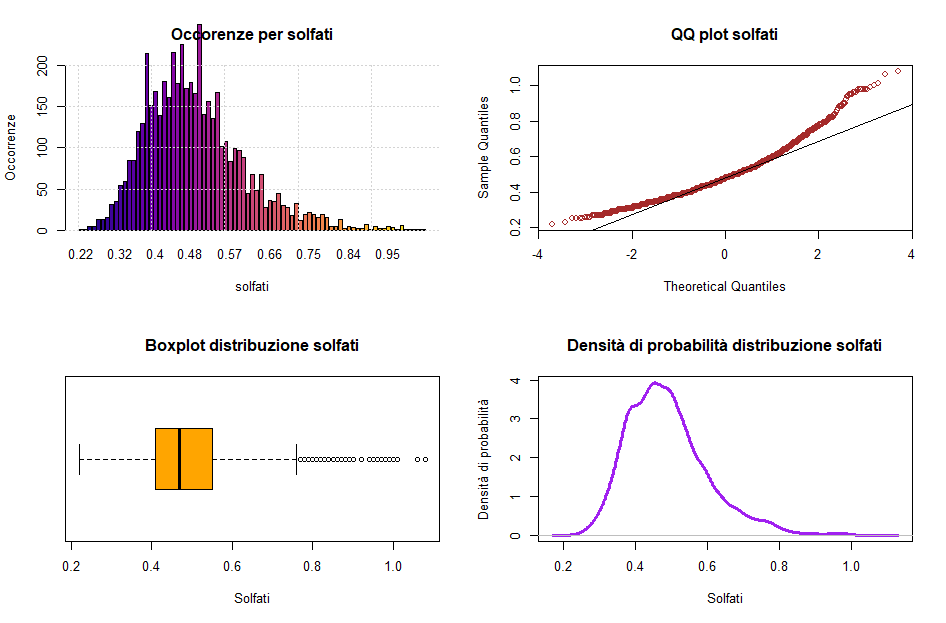 Occorenze per solfati
Occorrenze
0 50 100 150 200
0.22 0.32 0.4 0.48 0.57 0.66 0.75 0.84 0.95
solfati
QQ plot solfati
Sample Quantiles
0.2 0.4 0.6 0.8 1.0
-4 -2 0 2 4
Theoretical Quantiles
Boxplot distribuzione solfati
0.2 0.4 0.6 0.8 1.0
Solfati
Densità di probabilità distribuzione solfati
Densità di probabilità
0 1 2 3 4
0.2 0.4 0.6 0.8 1.0
Solfati